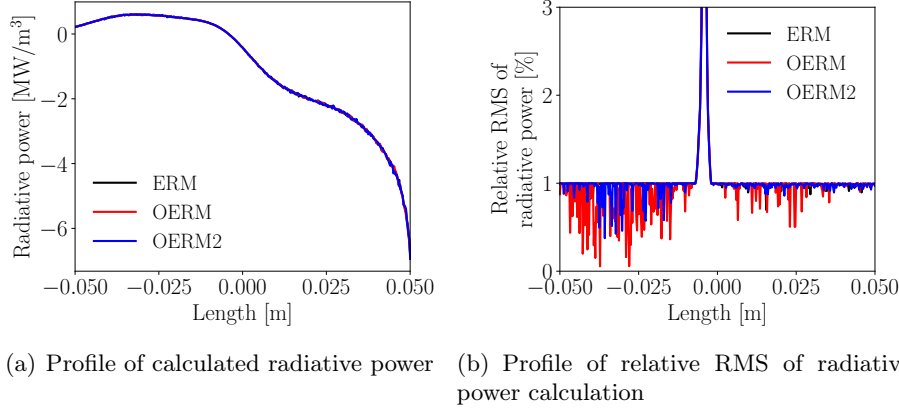 Radiative power [MW/m³]
0
−2
−4
−6
ERM
OERM
OERM2
−0.050
−0.025
0.000
0.025
0.050
Length [m]
(a) Profile of calculated radiative power
Relative RMS of
radiative power [%]
3
2
1
0
ERM
OERM
OERM2
−0.050
−0.025
0.000
0.025
0.050
Length [m]
(b) Profile of relative RMS of radiativ
power calculation